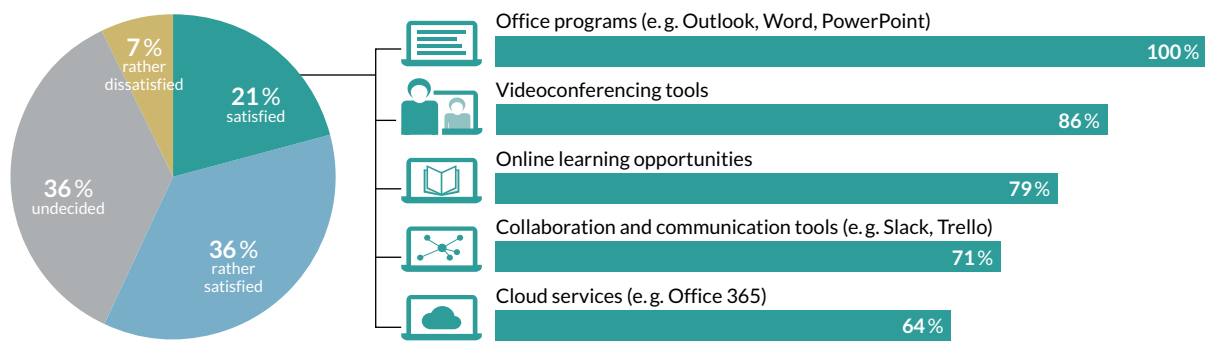 7 %
rather
dissatisfied
21 %
satisfied
36 %
undecided
36 %
rather
satisfied
Office programs (e. g. Outlook, Word, PowerPoint)
100 %
Videoconferencing tools
86 %
Online learning opportunities
79 %
Collaboration and communication tools (e. g. Slack, Trello)
71 %
Cloud services (e. g. Office 365)
64 %